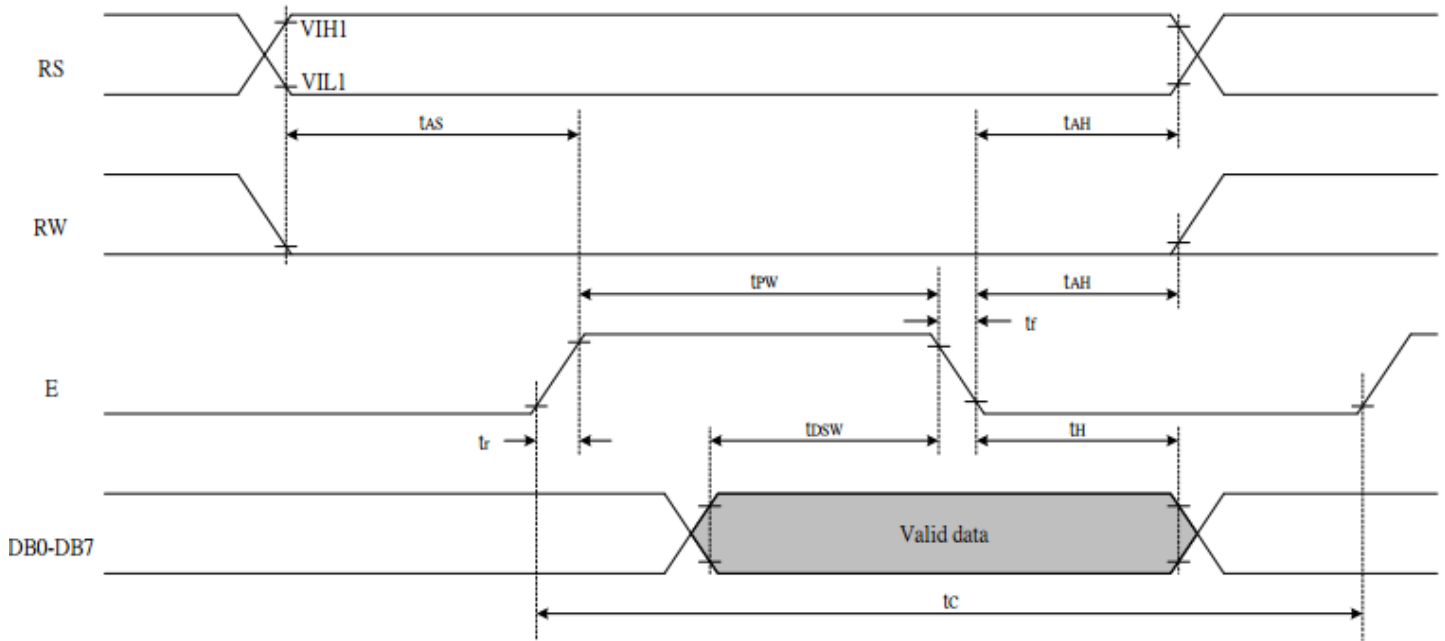 VIH1
RS
VIL1
tAS
tAH
RW
tPW
tAH
tf
E
tr
tDSW
tH
Valid data
DB0-DB7
tC